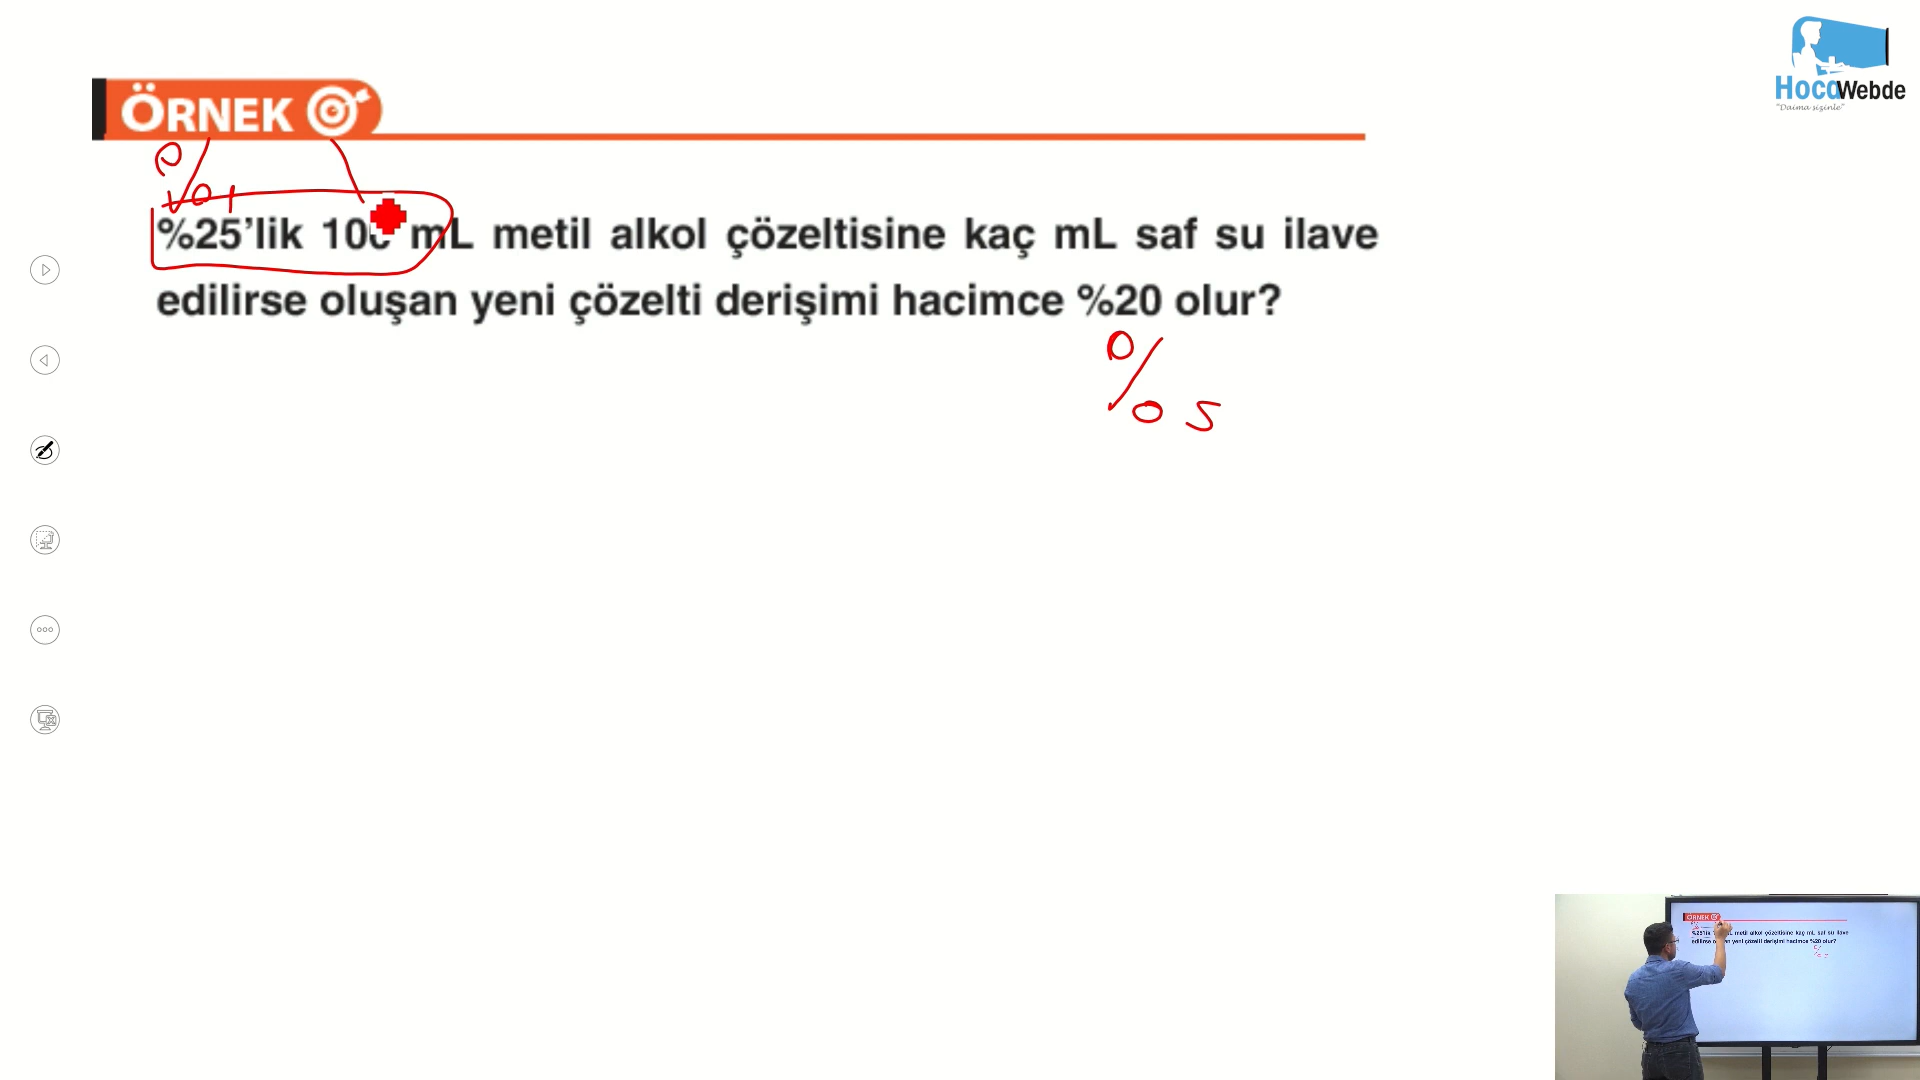 ÖRNEK
%25'lik 100 mL metil alkol çözeltisine kaç mL saf su ilave
edilirse oluşan yeni çözelti derişimi hacimce %20 olur?
% S
HocaWebde
"Daima sizinle"